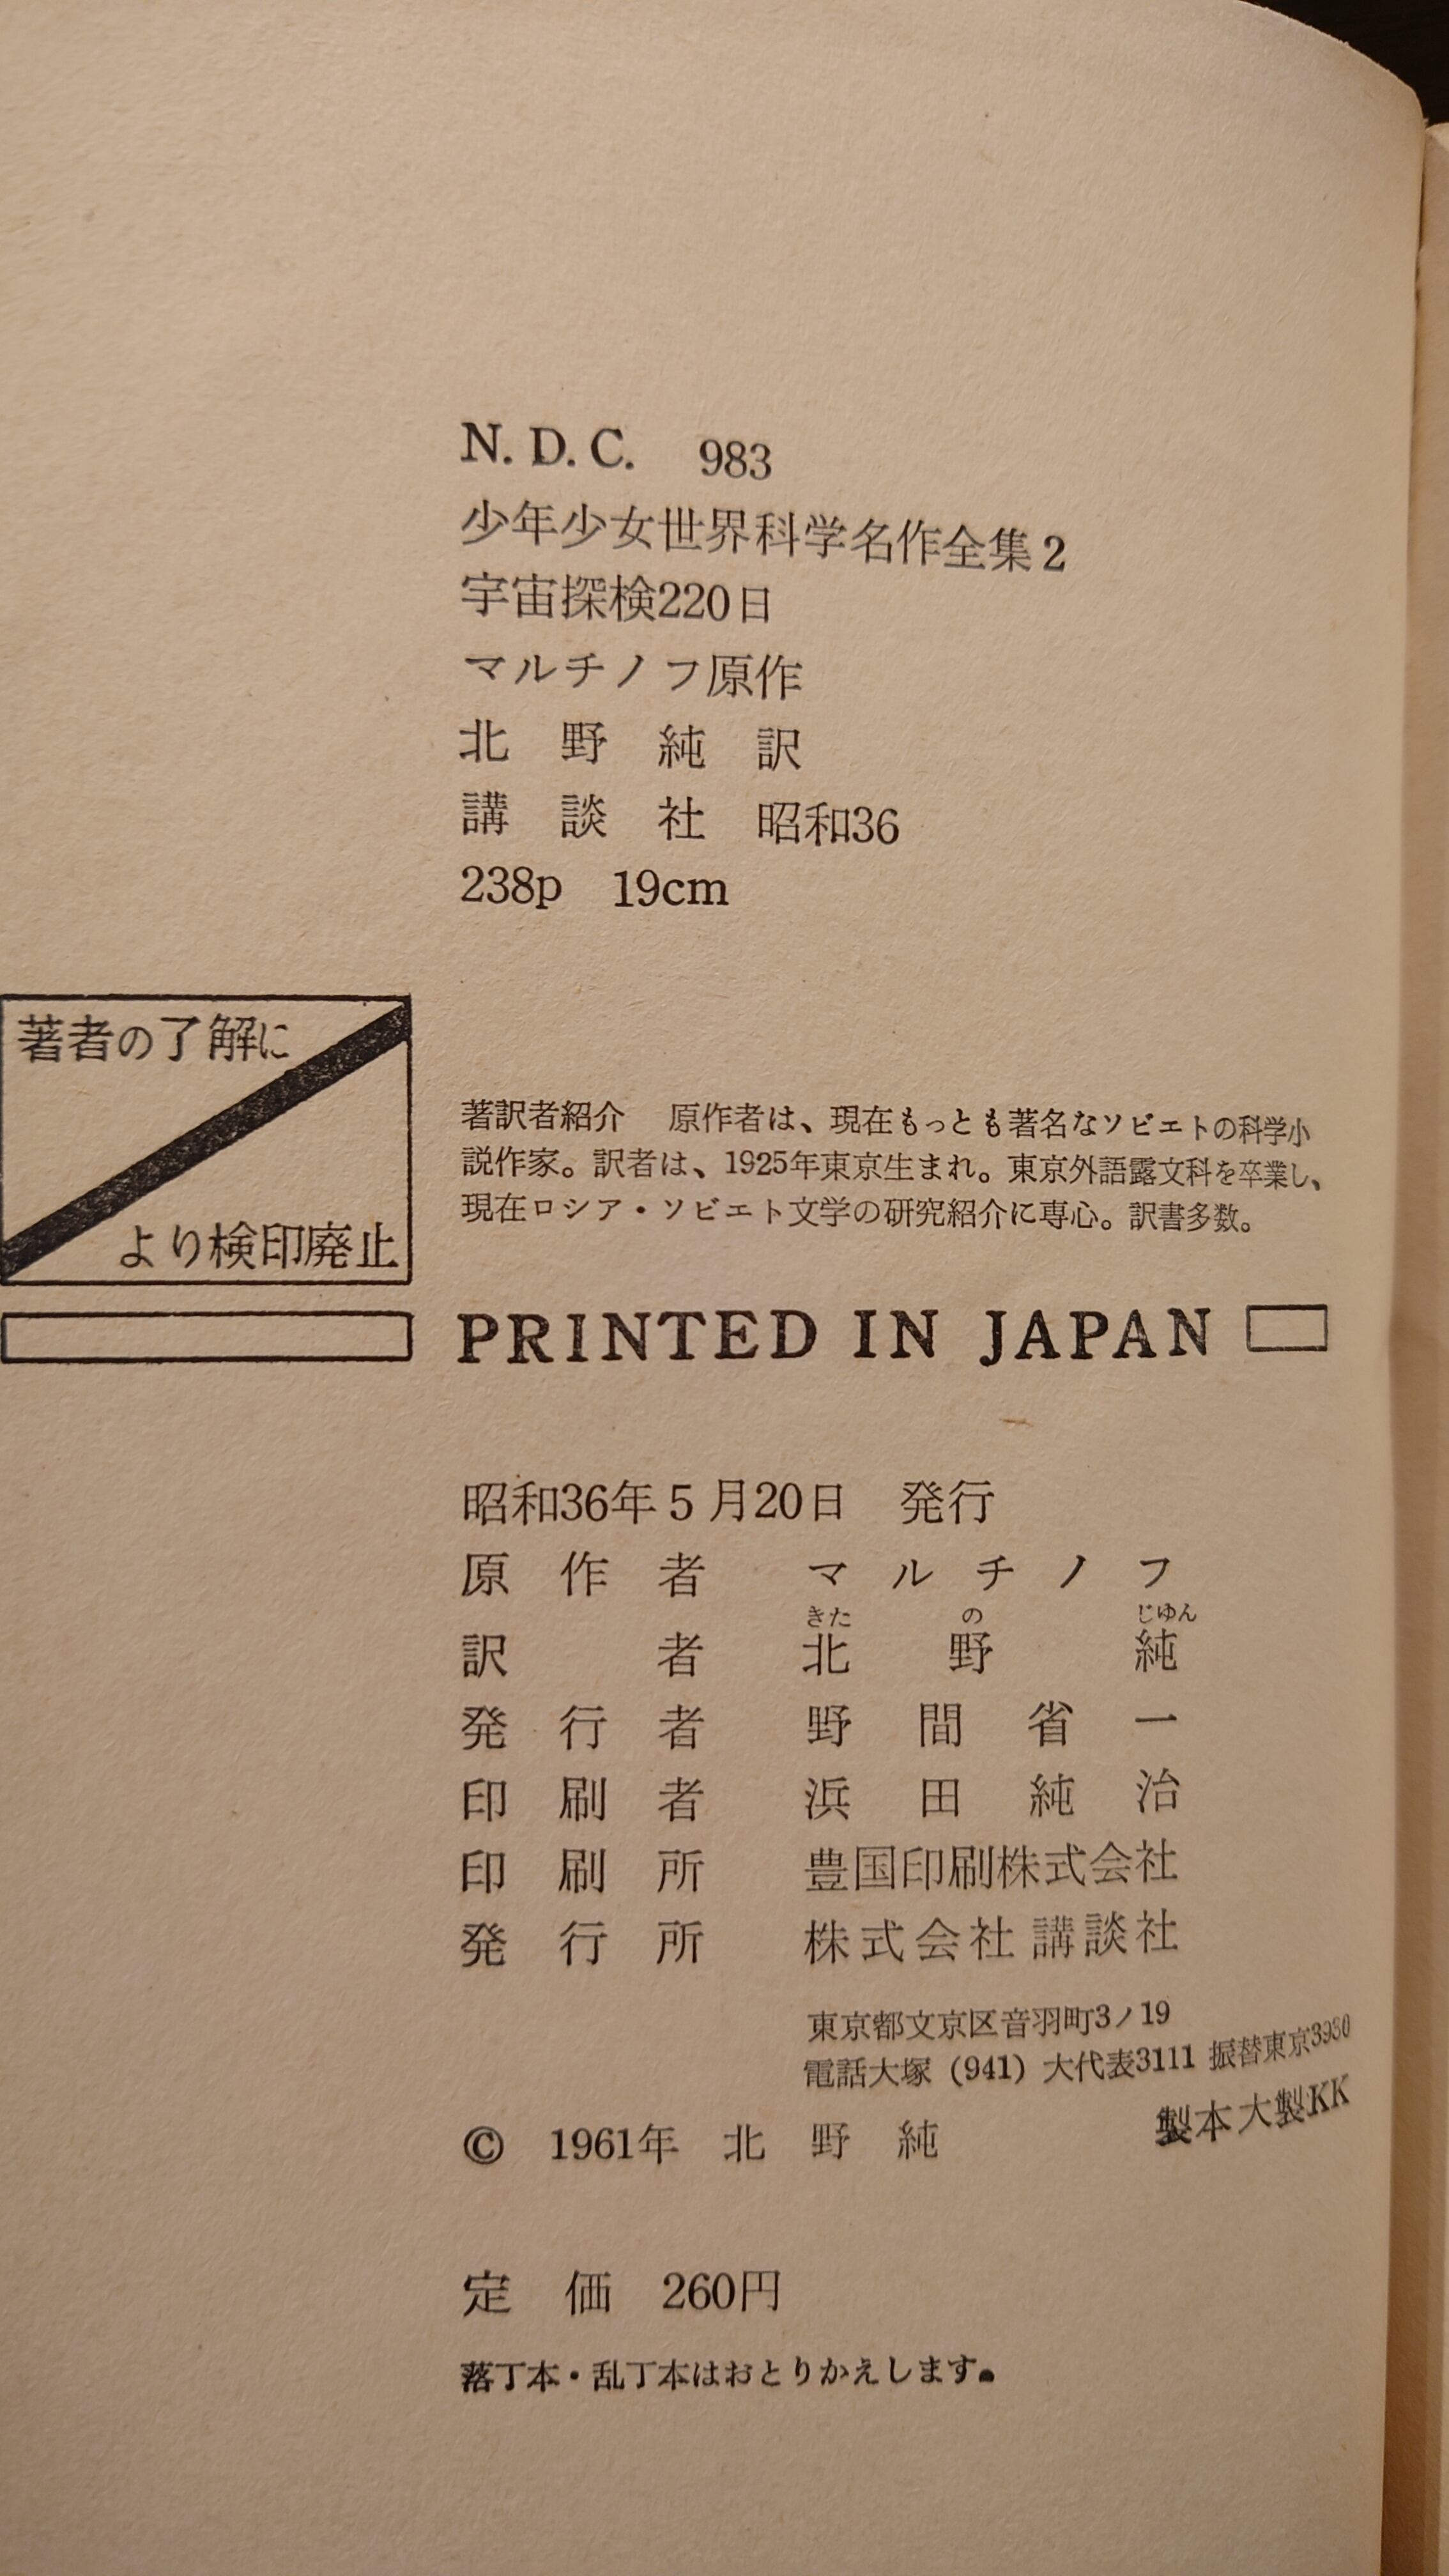 N. D. C. 983
少年少女世界科学名作全集2
宇宙探検220日
マルチノフ原作
北野純訳
講談社 昭和36
238p 19cm
著者の了解に
より検印廃止
著訳者紹介 原作者は、現在もっとも著名なソビエトの科学小
説作家。訳者は、1925年東京生まれ。東京外語露文科を卒業し、
現在ロシア・ソビエト文学の研究紹介に専心。訳書多数。
PRINTED IN JAPAN
昭和36年5月20日 発行
原作者 マルチノフ
きた の じゆん
訳者 北野純
発行者 野間省一
印刷者 浜田純治
印刷所 豊国印刷株式会社
発行所 株式会社講談社
東京都文京区音羽町3ノ19
電話大塚(941)大代表3111 振替東京3930
製本大製KK
© 1961年 北野純
定価 260円
落丁本・乱丁本はおとりかえします。